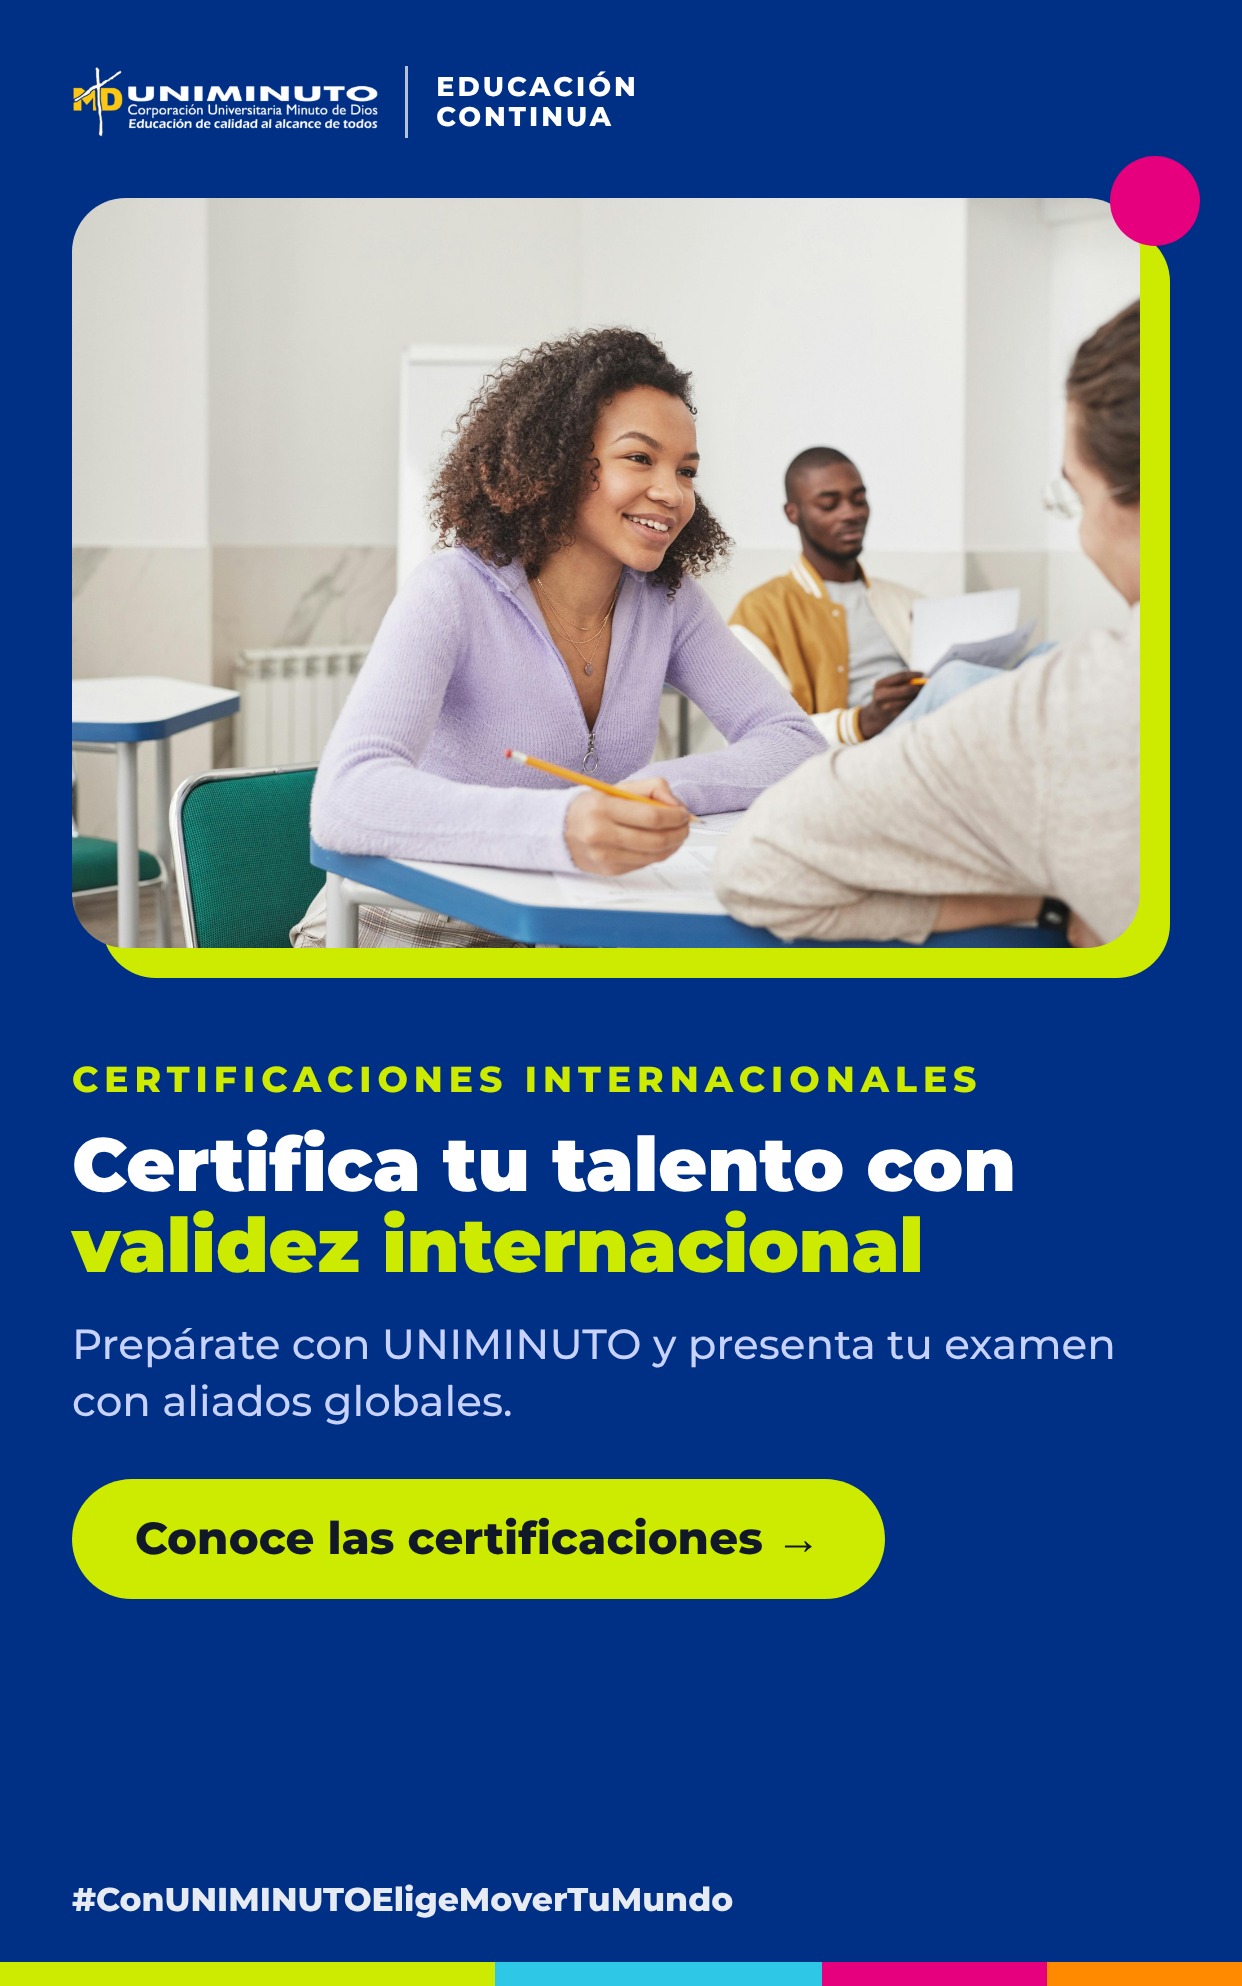 MD UNIMINUTO
Corporación Universitaria Minuto de Dios
Educación de calidad al alcance de todos
EDUCACIÓN
CONTINUA
CERTIFICACIONES INTERNACIONALES
Certifica tu talento con
validez internacional
Prepárate con UNIMINUTO y presenta tu examen
con aliados globales.
Conoce las certificaciones →
#ConUNIMINUTOEligeMoverTuMundo